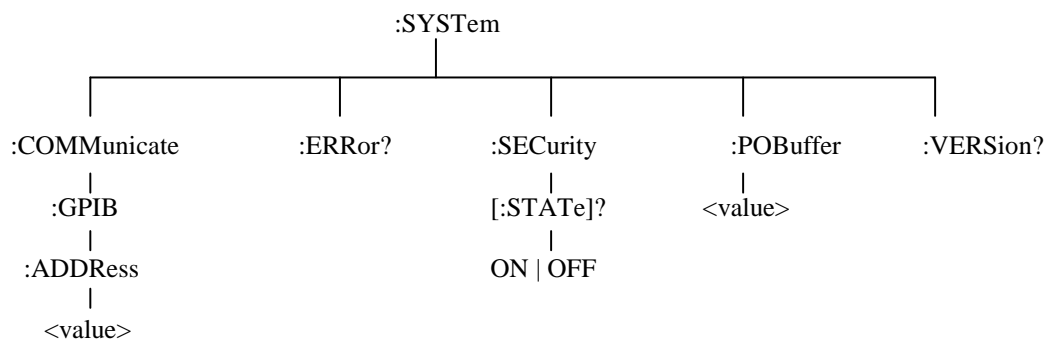 :SYSTem
:COMMunicate :ERRor? :SECurity :POBuffer :VERSion?
:GPIB [:STATe]? <value>
:ADDRess ON | OFF
<value>